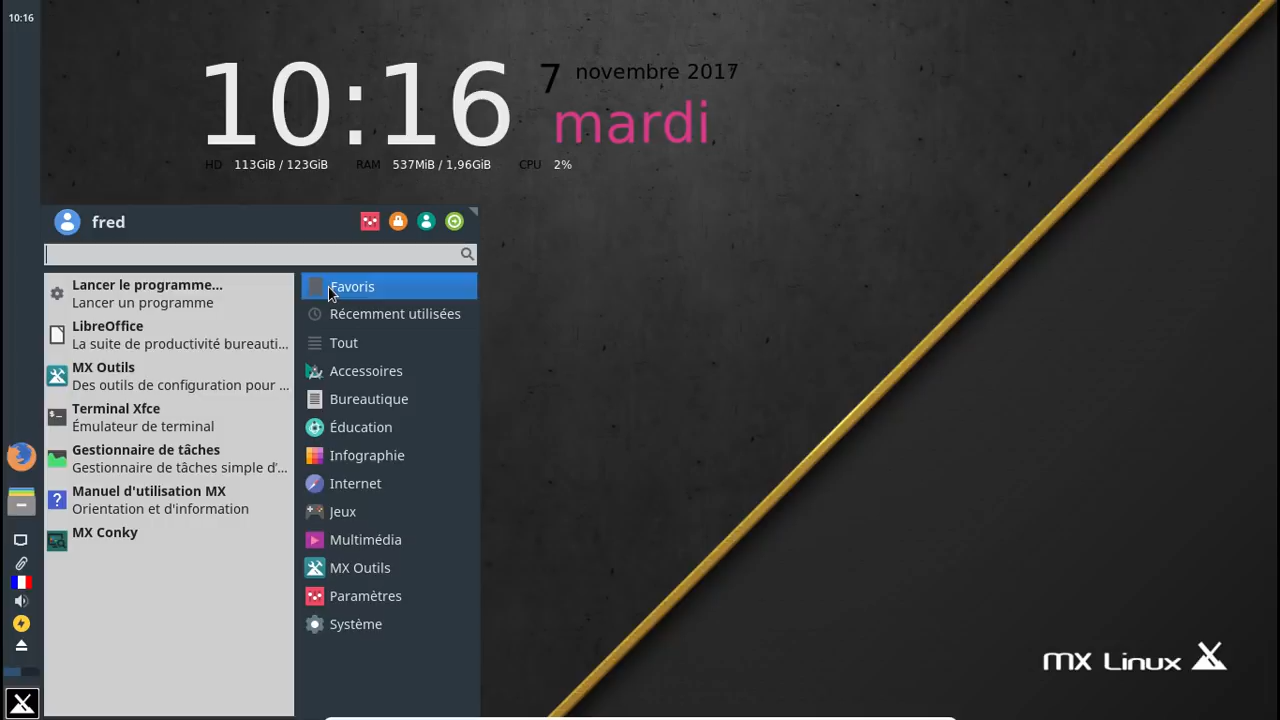 10:16
10:16
7 novembre 2017
mardi
HD 113GiB / 123GiB RAM 537MiB / 1,96GiB CPU 2%
fred
Lancer le programme...
Lancer un programme
LibreOffice
La suite de productivité bureauti...
MX Outils
Des outils de configuration pour ...
Terminal Xfce
Émulateur de terminal
Gestionnaire de tâches
Gestionnaire de tâches simple d'...
Manuel d'utilisation MX
Orientation et d'information
MX Conky
Favoris
Récemment utilisées
Tout
Accessoires
Bureautique
Éducation
Infographie
Internet
Jeux
Multimédia
MX Outils
Paramètres
Système
MX Linux